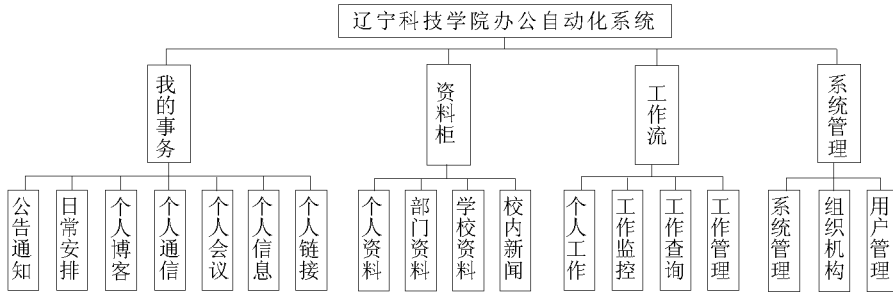 辽宁科技学院办公自动化系统
我的事务
资料柜
工作流
系统管理
公告通知
日常安排
个人博客
个人通信
个人会议
个人信息
个人链接
个人资料
部门资料
学校资料
校内新闻
个人工作
工作监控
工作查询
工作管理
系统管理
组织机构
用户管理